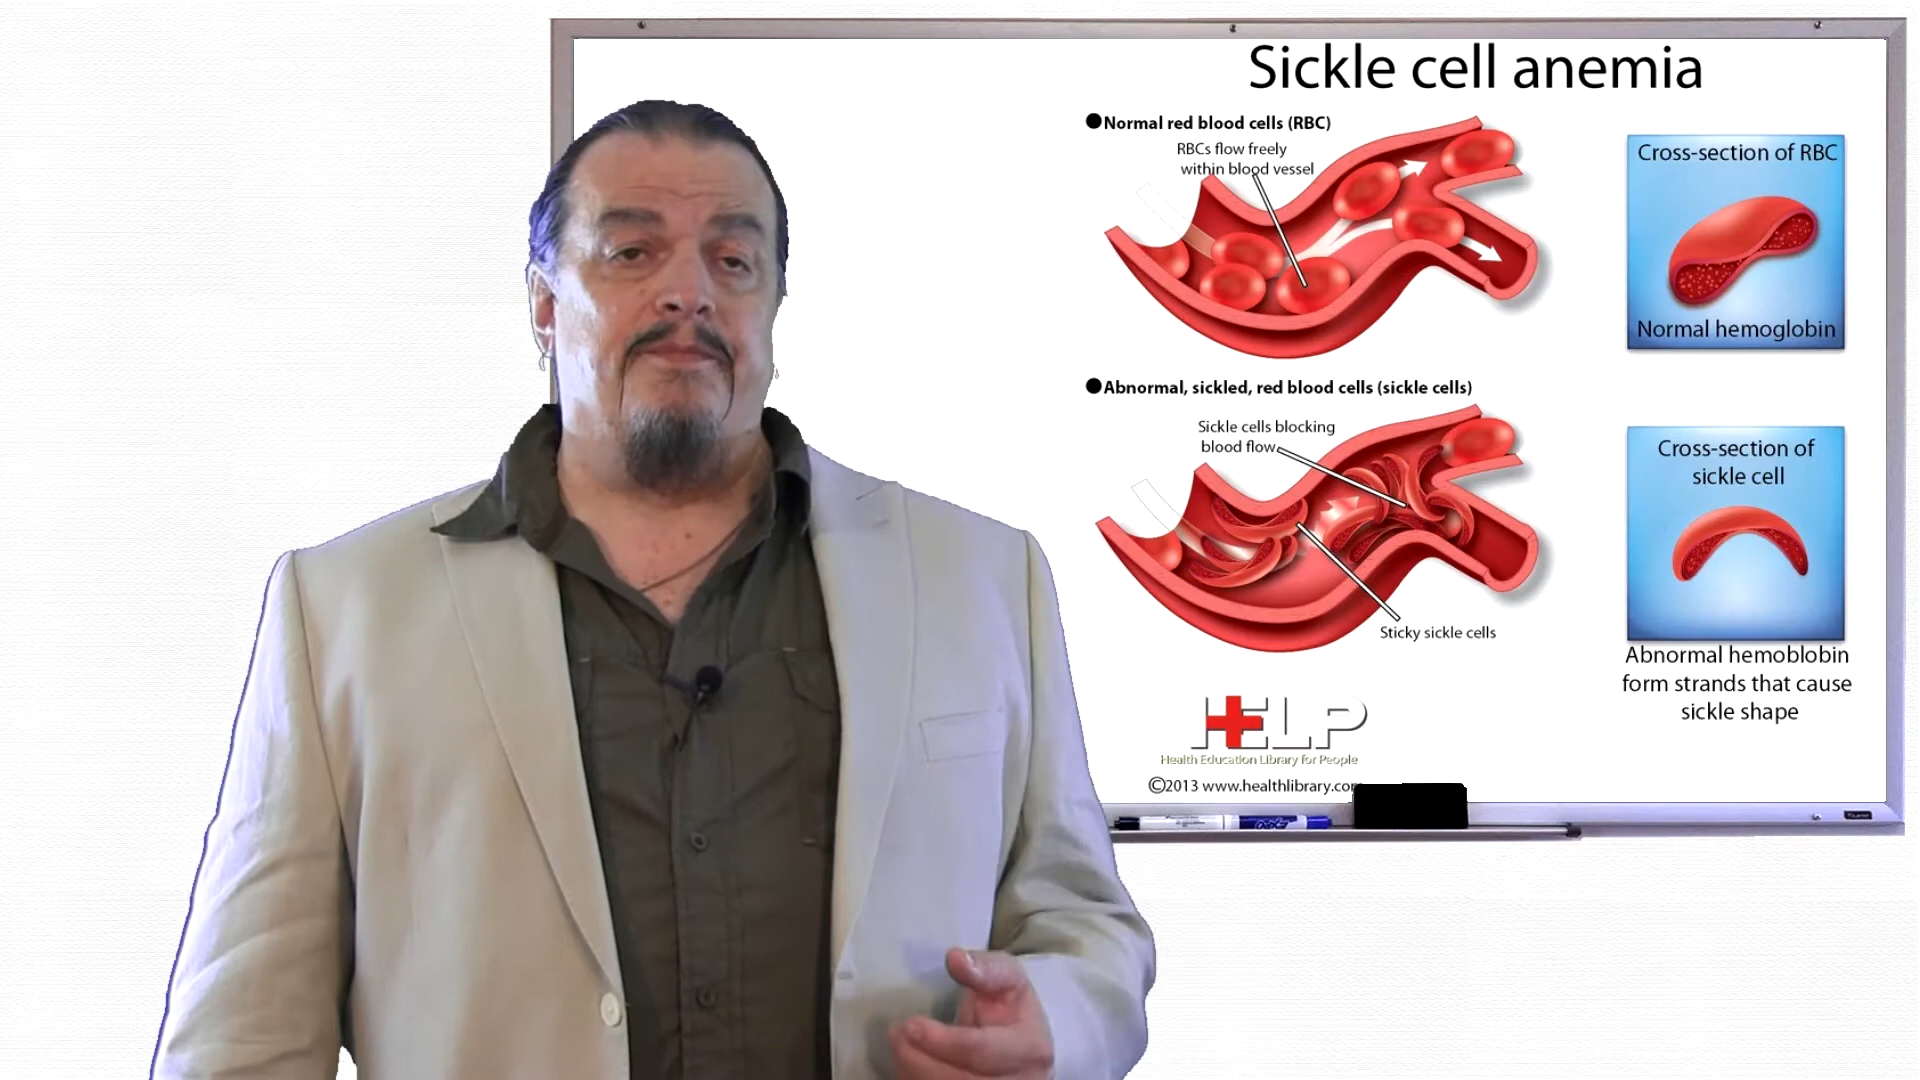 Sickle cell anemia
●Normal red blood cells (RBC)
RBCs flow freely
within blood vessel
Cross-section of RBC
Normal hemoglobin
●Abnormal, sickled, red blood cells (sickle cells)
Sickle cells blocking
blood flow
Cross-section of
sickle cell
Sticky sickle cells
Abnormal hemoblobin
form strands that cause
sickle shape
HELP
Health Education Library for People
©2013 www.healthlibrary.com